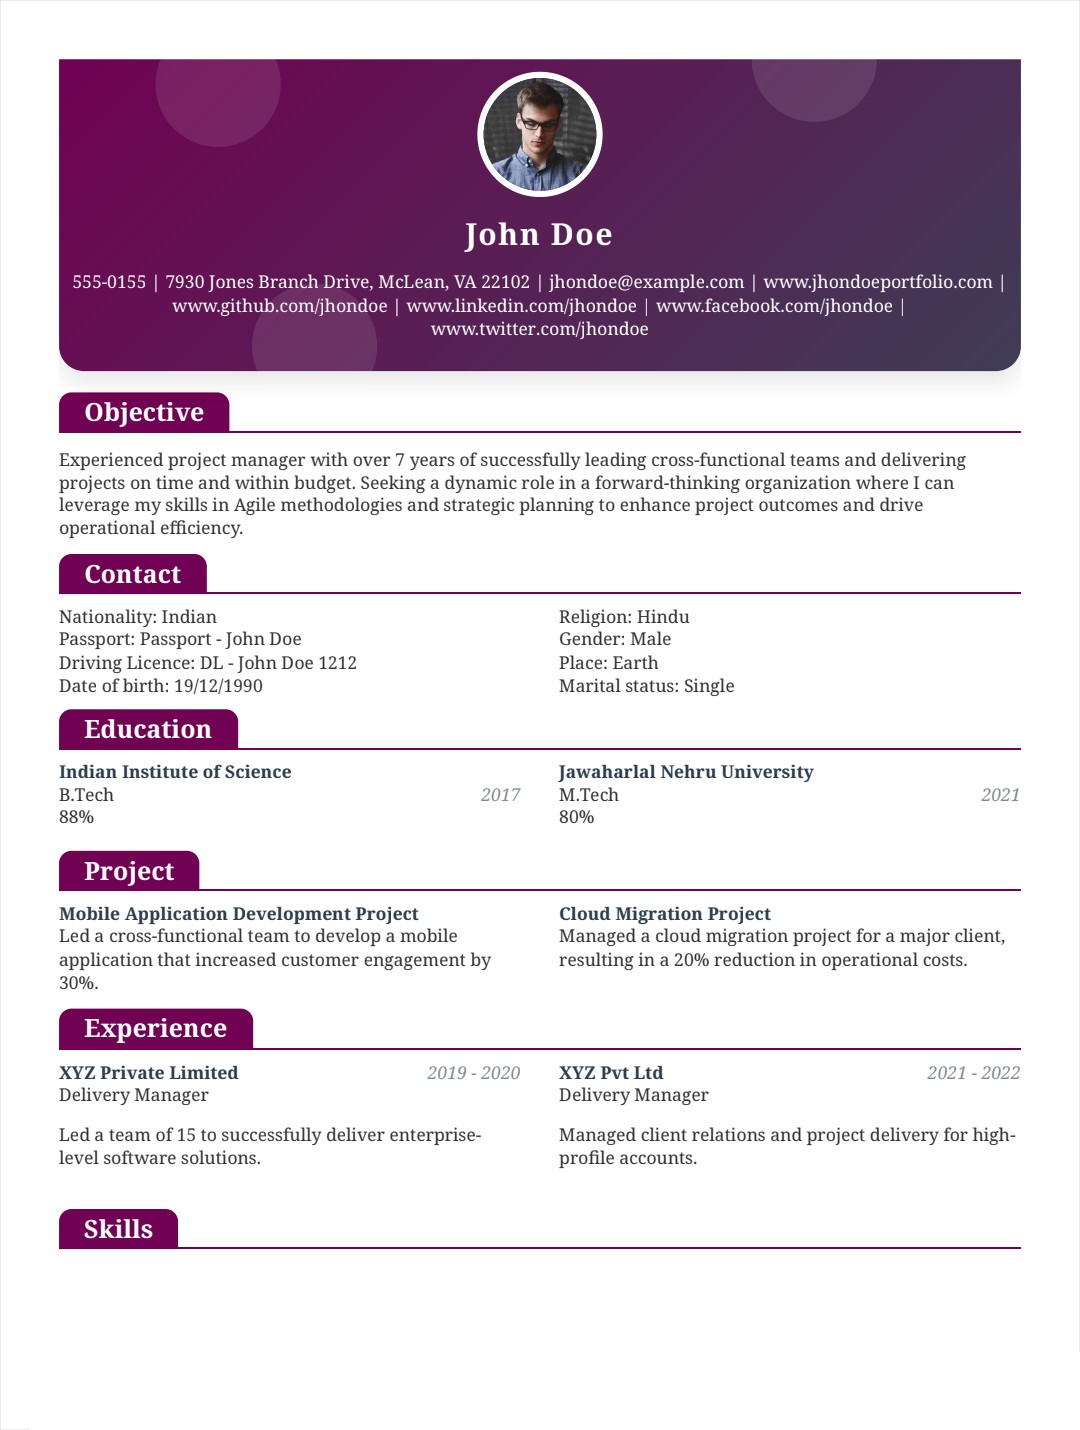 John Doe
555-0155 | 7930 Jones Branch Drive, McLean, VA 22102 | jhondoe@example.com | www.jhondoeportfolio.com |
www.github.com/jhondoe | www.linkedin.com/jhondoe | www.facebook.com/jhondoe |
www.twitter.com/jhondoe
Objective
Experienced project manager with over 7 years of successfully leading cross-functional teams and delivering
projects on time and within budget. Seeking a dynamic role in a forward-thinking organization where I can
leverage my skills in Agile methodologies and strategic planning to enhance project outcomes and drive
operational efficiency.
Contact
Nationality: Indian
Passport: Passport - John Doe
Driving Licence: DL - John Doe 1212
Date of birth: 19/12/1990
Religion: Hindu
Gender: Male
Place: Earth
Marital status: Single
Education
Indian Institute of Science
B.Tech 2017
88%
Jawaharlal Nehru University
M.Tech 2021
80%
Project
Mobile Application Development Project
Led a cross-functional team to develop a mobile
application that increased customer engagement by
30%.
Cloud Migration Project
Managed a cloud migration project for a major client,
resulting in a 20% reduction in operational costs.
Experience
XYZ Private Limited 2019 - 2020
Delivery Manager
Led a team of 15 to successfully deliver enterprise-
level software solutions.
XYZ Pvt Ltd 2021 - 2022
Delivery Manager
Managed client relations and project delivery for high-
profile accounts.
Skills